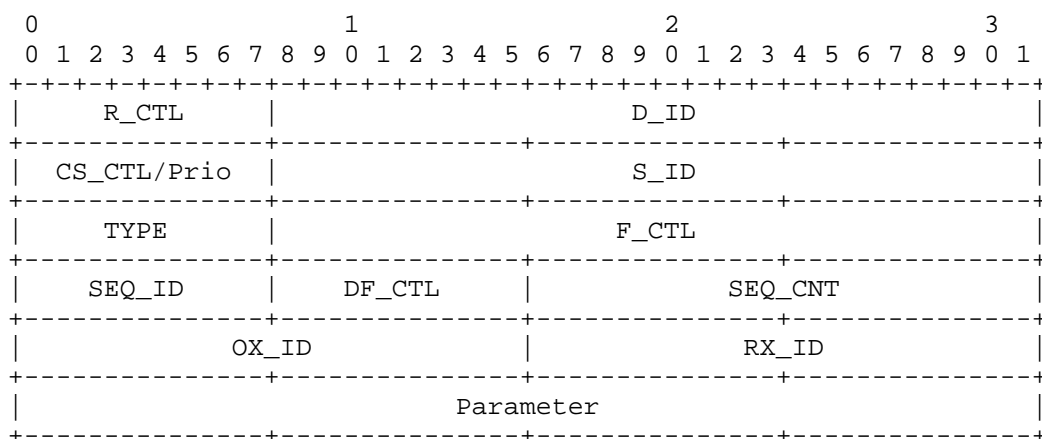 0 1 2 3
0 1 2 3 4 5 6 7 8 9 0 1 2 3 4 5 6 7 8 9 0 1 2 3 4 5 6 7 8 9 0 1
R_CTL D_ID
CS_CTL/Prio S_ID
TYPE F_CTL
SEQ_ID DF_CTL SEQ_CNT
OX_ID RX_ID
Parameter